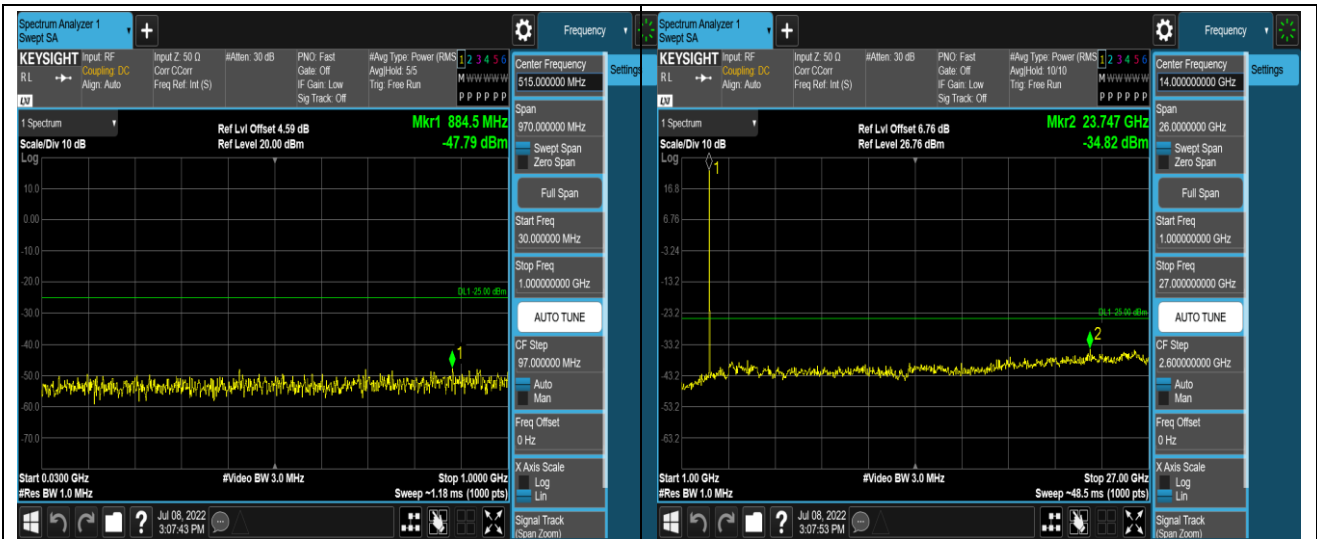 Spectrum Analyzer 1
Swept SA
+
Frequency
KEYSIGHT
Input: RF
Coupling: DC
Align: Auto
Input Z: 50 Ω
Corr CCorr
Freq Ref: Int (S)
#Atten: 30 dB
PNO: Fast
Gate: Off
IF Gain: Low
Sig Track: Off
#Avg Type: Power (RMS
Avg|Hold: 5/5
Trig: Free Run
1 2 3 4 5 6
M W W W W W
P P P P P P
R L
LXI
Center Frequency
515.000000 MHz
Settings
1 Spectrum
Scale/Div 10 dB
Log
Ref Lvl Offset 4.59 dB
Ref Level 20.00 dBm
Mkr1 884.5 MHz
-47.79 dBm
10.0
0.00
-10.0
-20.0
-30.0
-40.0
-50.0
-60.0
-70.0
DL1 -25.00 dBm
1
Start 0.0300 GHz
#Res BW 1.0 MHz
#Video BW 3.0 MHz
Stop 1.0000 GHz
Sweep ~1.18 ms (1000 pts)
Span
970.000000 MHz
Swept Span
Zero Span
Full Span
Start Freq
30.000000 MHz
Stop Freq
1.000000000 GHz
AUTO TUNE
CF Step
97.000000 MHz
Auto
Man
Freq Offset
0 Hz
X Axis Scale
Log
Lin
Signal Track
(Span Zoom)
?
Jul 08, 2022
3:07:43 PM
Spectrum Analyzer 1
Swept SA
+
Frequency
KEYSIGHT
Input: RF
Coupling: DC
Align: Auto
Input Z: 50 Ω
Corr CCorr
Freq Ref: Int (S)
#Atten: 30 dB
PNO: Fast
Gate: Off
IF Gain: Low
Sig Track: Off
#Avg Type: Power (RMS
Avg|Hold: 10/10
Trig: Free Run
1 2 3 4 5 6
M W W W W W
P P P P P P
R L
LXI
Center Frequency
14.000000000 GHz
Settings
1 Spectrum
Scale/Div 10 dB
Log
Ref Lvl Offset 6.76 dB
Ref Level 26.76 dBm
Mkr2 23.747 GHz
-34.82 dBm
1
16.8
6.76
-3.24
-13.2
-23.2
-33.2
-43.2
-53.2
-63.2
DL1 -25.00 dBm
2
Start 1.00 GHz
#Res BW 1.0 MHz
#Video BW 3.0 MHz
Stop 27.00 GHz
Sweep ~48.5 ms (1000 pts)
Span
26.0000000 GHz
Swept Span
Zero Span
Full Span
Start Freq
1.000000000 GHz
Stop Freq
27.000000000 GHz
AUTO TUNE
CF Step
2.600000000 GHz
Auto
Man
Freq Offset
0 Hz
X Axis Scale
Log
Lin
Signal Track
(Span Zoom)
?
Jul 08, 2022
3:07:53 PM